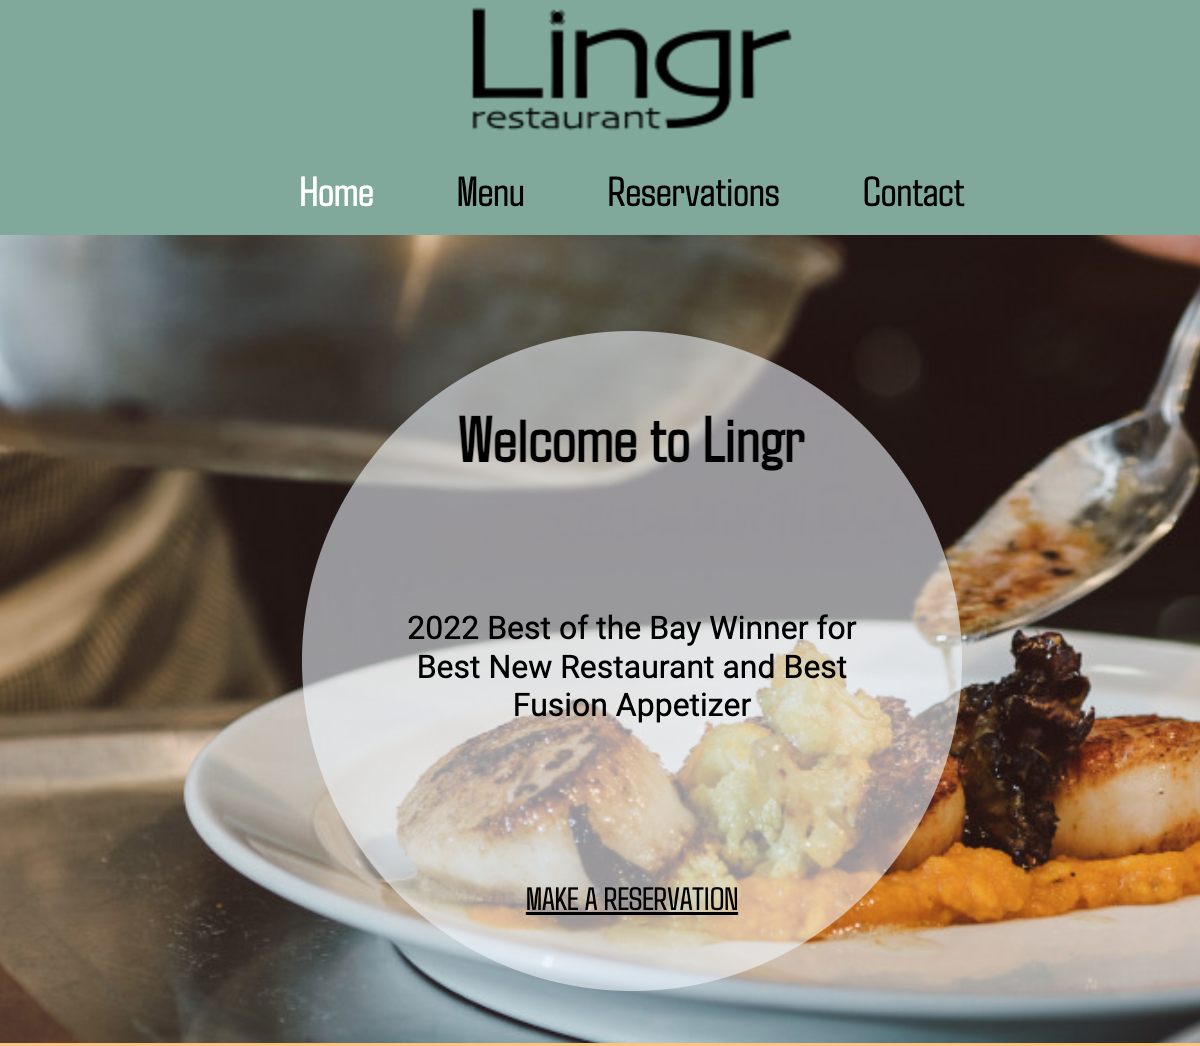 Lingr
restaurant
Home Menu Reservations Contact
Welcome to Lingr
2022 Best of the Bay Winner for
Best New Restaurant and Best
Fusion Appetizer
MAKE A RESERVATION